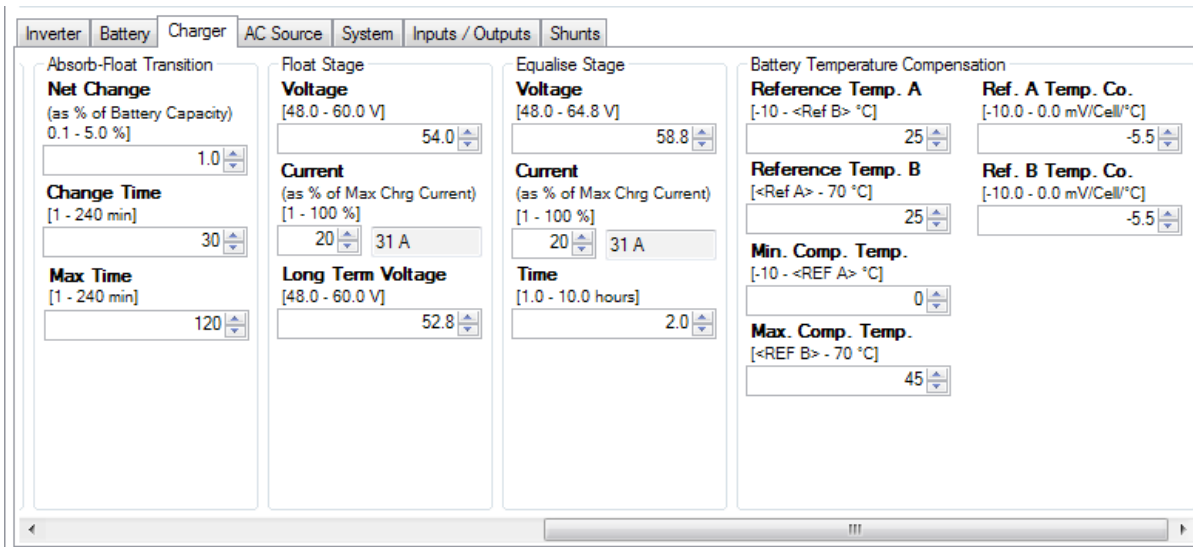 Inverter Battery Charger AC Source System Inputs / Outputs Shunts
Absorb-Float Transition
Net Change
(as % of Battery Capacity)
0.1 - 5.0 %]
1.0
Change Time
[1 - 240 min]
30
Max Time
[1 - 240 min]
120
Float Stage
Voltage
[48.0 - 60.0 V]
54.0
Current
(as % of Max Chrg Current)
[1 - 100 %]
20 31 A
Long Term Voltage
[48.0 - 60.0 V]
52.8
Equalise Stage
Voltage
[48.0 - 64.8 V]
58.8
Current
(as % of Max Chrg Current)
[1 - 100 %]
20 31 A
Time
[1.0 - 10.0 hours]
2.0
Battery Temperature Compensation
Reference Temp. A
[-10 - <Ref B> °C]
25
Reference Temp. B
[<Ref A> - 70 °C]
25
Min. Comp. Temp.
[-10 - <REF A> °C]
0
Max. Comp. Temp.
[<REF B> - 70 °C]
45
Ref. A Temp. Co.
[-10.0 - 0.0 mV/Cell/°C]
-5.5
Ref. B Temp. Co.
[-10.0 - 0.0 mV/Cell/°C]
-5.5